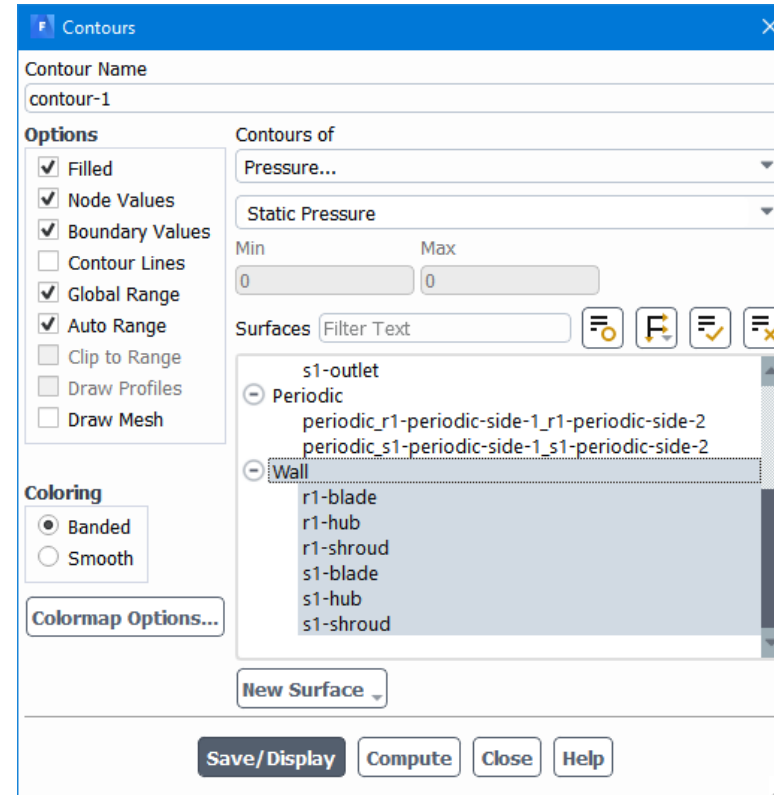 F Contours
Contour Name
contour-1
Options
Filled
Node Values
Boundary Values
Contour Lines
Global Range
Auto Range
Clip to Range
Draw Profiles
Draw Mesh
Coloring
Banded
Smooth
Colormap Options...
Contours of
Pressure...
Static Pressure
Min Max
0 0
Surfaces Filter Text
s1-outlet
Periodic
periodic_r1-periodic-side-1_r1-periodic-side-2
periodic_s1-periodic-side-1_s1-periodic-side-2
Wall
r1-blade
r1-hub
r1-shroud
s1-blade
s1-hub
s1-shroud
New Surface
Save/Display Compute Close Help